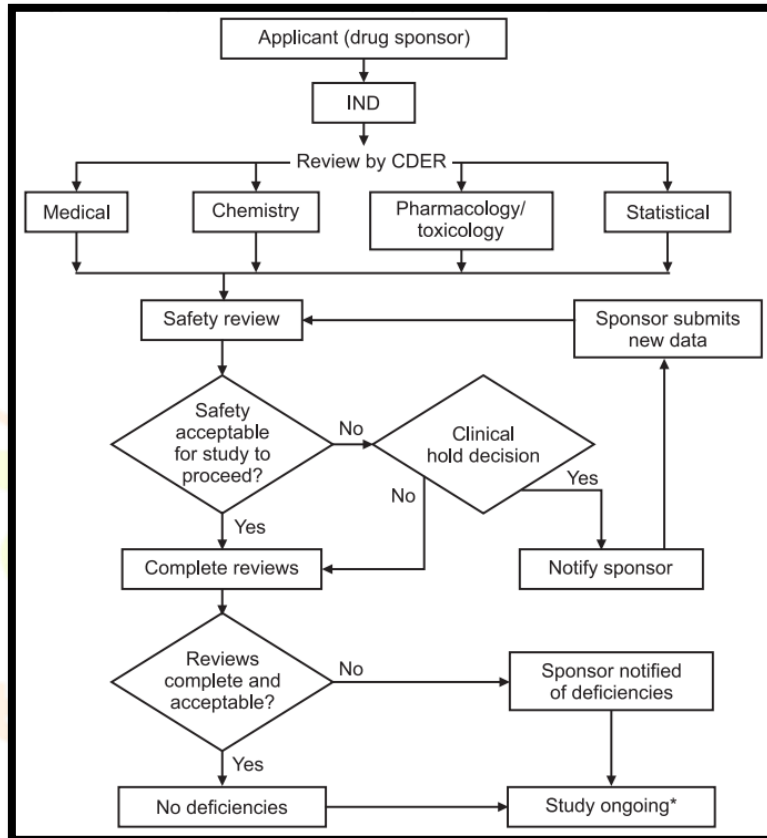 Applicant (drug sponsor)
IND
Review by CDER
Medical
Chemistry
Pharmacology/
toxicology
Statistical
Safety review
Sponsor submits
new data
Safety
acceptable
for study to
proceed?
No
Clinical
hold decision
Yes
No
Yes
Complete reviews
Notify sponsor
Reviews
complete and
acceptable?
No
Sponsor notified
of deficiencies
Yes
No deficiencies
Study ongoing*